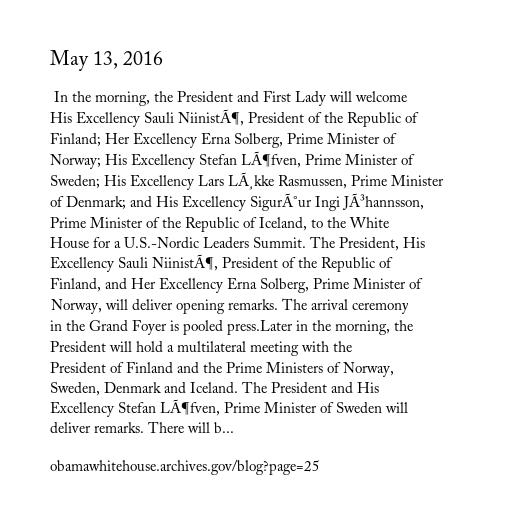 May 13, 2016
In the morning, the President and First Lady will welcome
His Excellency Sauli NiinistÃ¶, President of the Republic of
Finland; Her Excellency Erna Solberg, Prime Minister of
Norway; His Excellency Stefan LÃ¶fven, Prime Minister of
Sweden; His Excellency Lars LÃ¸kke Rasmussen, Prime Minister
of Denmark; and His Excellency SigurÃ°ur Ingi JÃ³hannsson,
Prime Minister of the Republic of Iceland, to the White
House for a U.S.-Nordic Leaders Summit. The President, His
Excellency Sauli NiinistÃ¶, President of the Republic of
Finland, and Her Excellency Erna Solberg, Prime Minister of
Norway, will deliver opening remarks. The arrival ceremony
in the Grand Foyer is pooled press.Later in the morning, the
President will hold a multilateral meeting with the
President of Finland and the Prime Ministers of Norway,
Sweden, Denmark and Iceland. The President and His
Excellency Stefan LÃ¶fven, Prime Minister of Sweden will
deliver remarks. There will b...
obamawhitehouse.archives.gov/blog?page=25